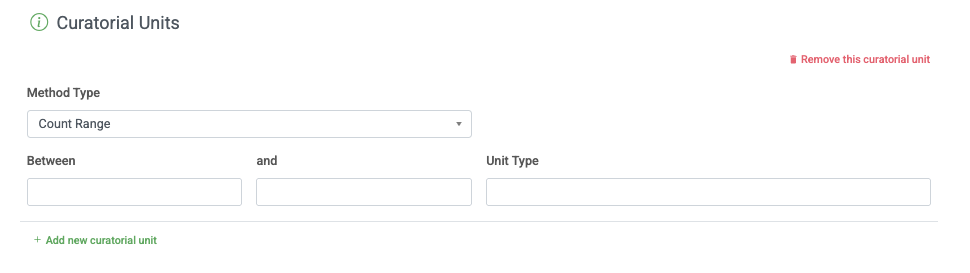 Curatorial Units
Remove this curatorial unit
Method Type
Count Range
Between and Unit Type
+ Add new curatorial unit